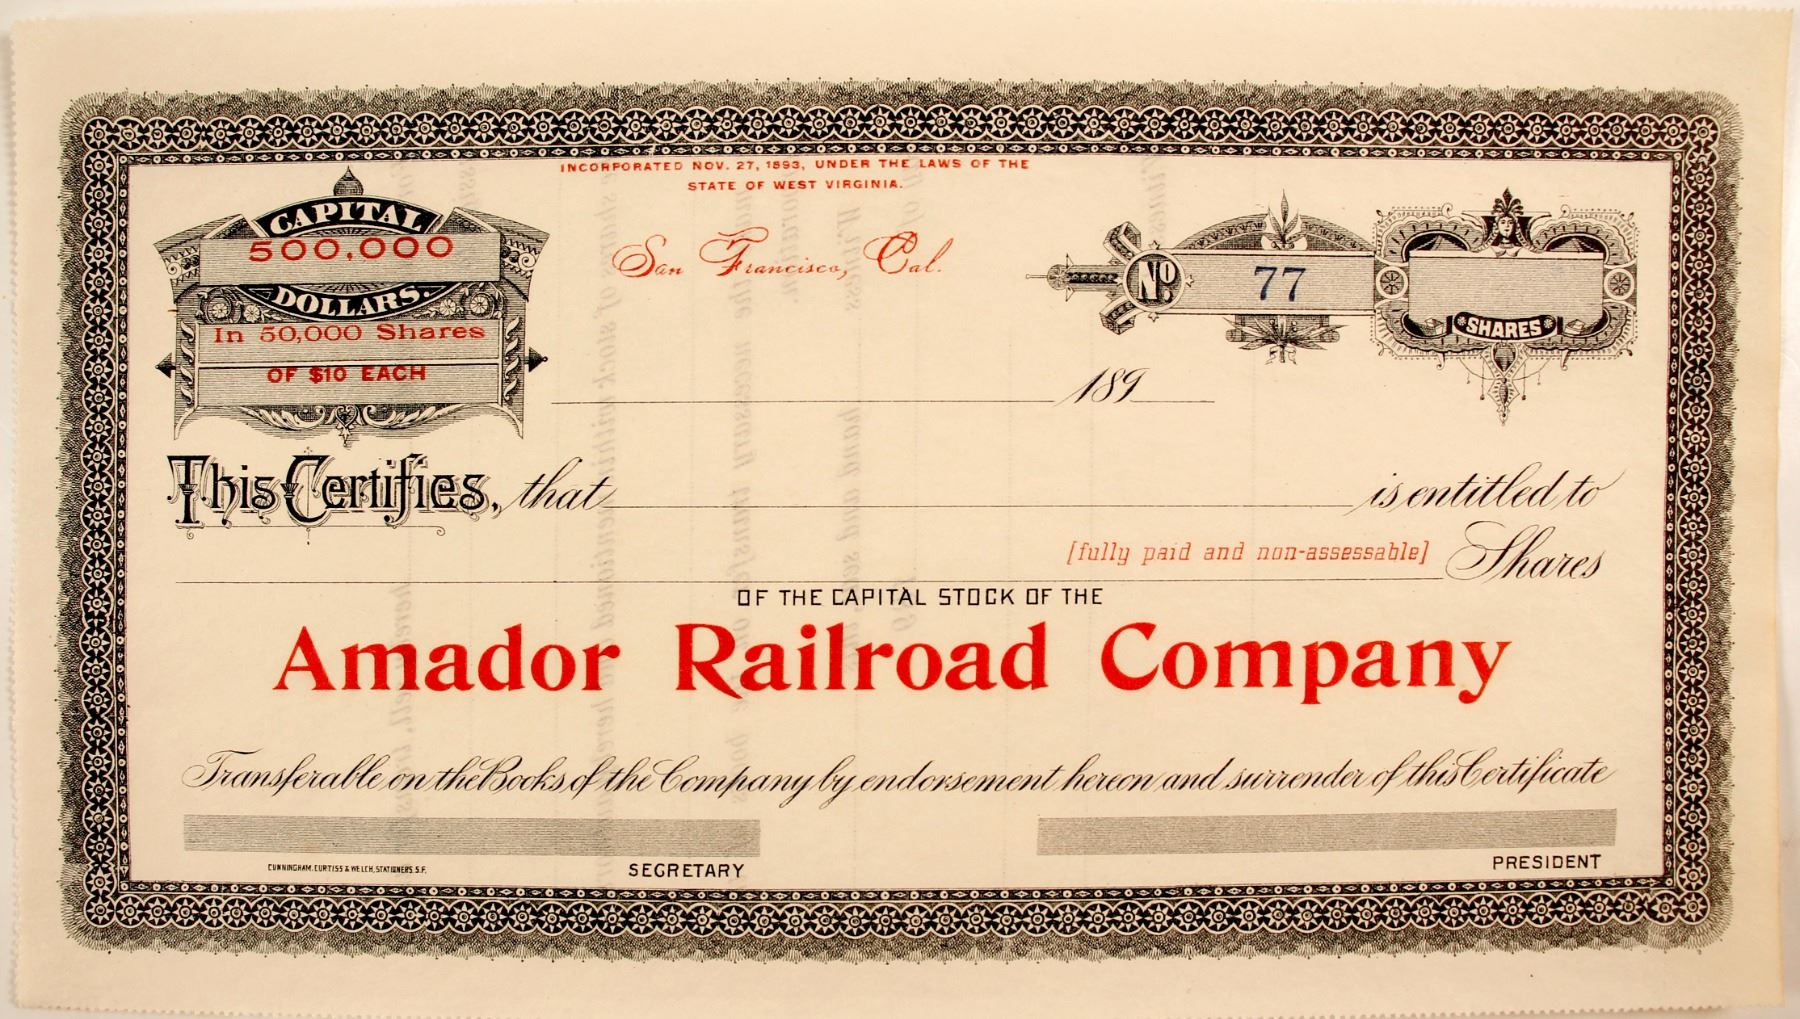 INCORPORATED NOV. 27, 1893, UNDER THE LAWS OF THE
STATE OF WEST VIRGINIA.
CAPITAL
500,000
DOLLARS.
In 50,000 Shares
OF $10 EACH
San Francisco, Cal.
No. 77
SHARES
189
This Certifies, that is entitled to
[fully paid and non-assessable] Shares
OF THE CAPITAL STOCK OF THE
Amador Railroad Company
Transferable on the Books of the Company by endorsement hereon and surrender of this Certificate
CUNNINGHAM, CURTISS & WELCH, STATIONERS, S.F. SECRETARY
PRESIDENT